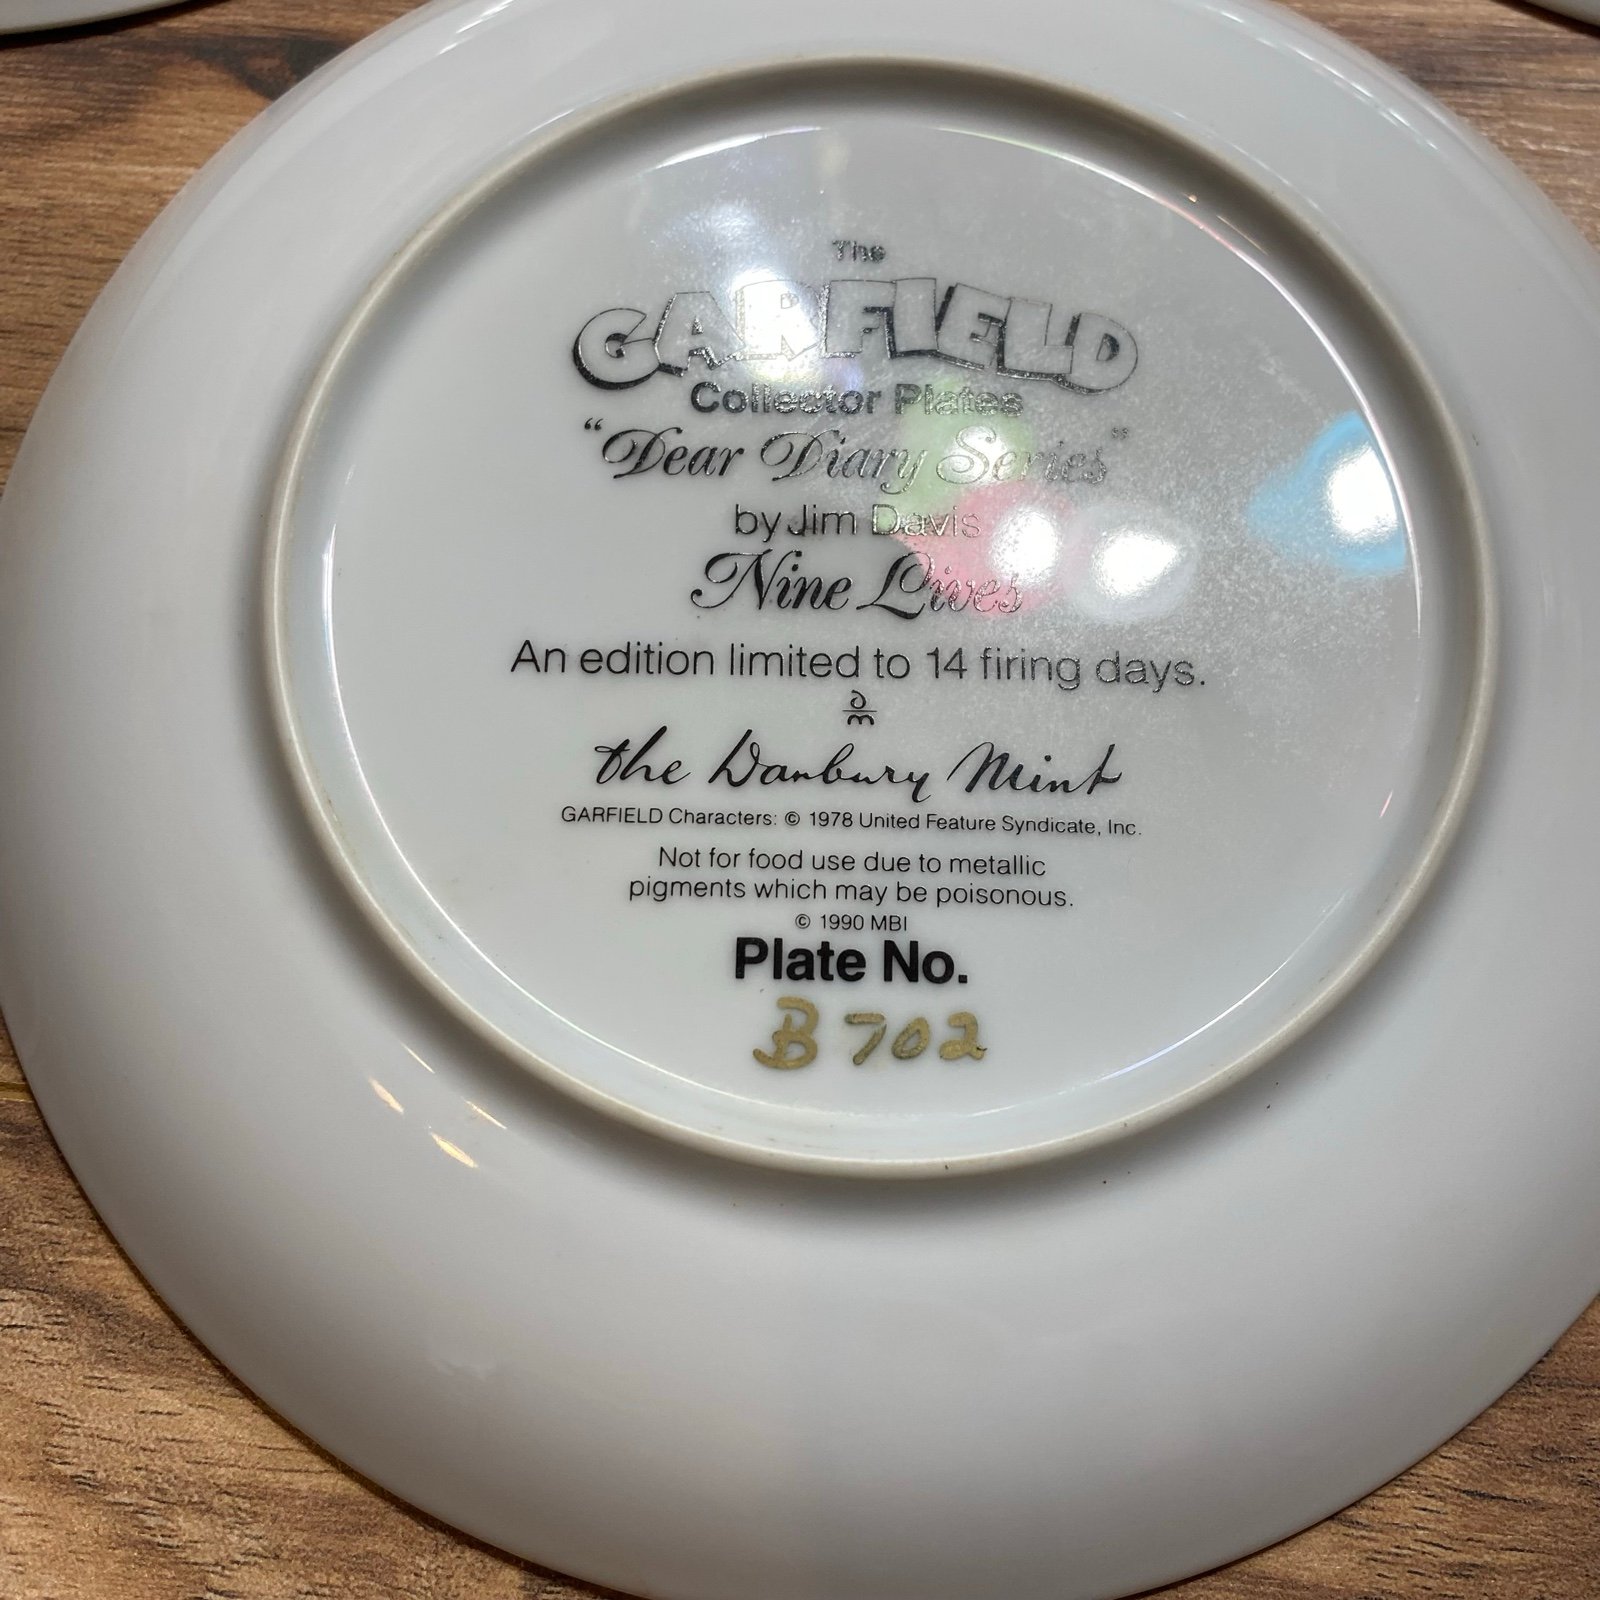 The
GARFIELD
Collector Plates
"Dear Diary Series"
by Jim Davis
Nine Lives
An edition limited to 14 firing days.
dm
the Danbury Mint
GARFIELD Characters: © 1978 United Feature Syndicate, Inc.
Not for food use due to metallic
pigments which may be poisonous.
© 1990 MBI
Plate No.
B702